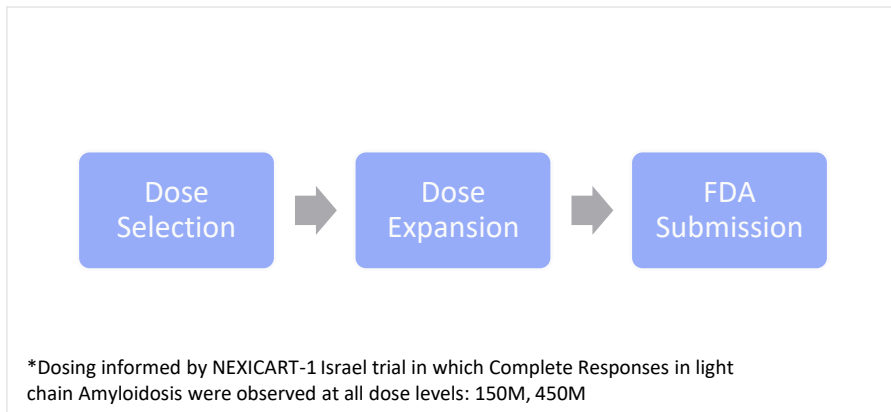 Dose
Selection
Dose
Expansion
FDA
Submission
*Dosing informed by NEXICART-1 Israel trial in which Complete Responses in light
chain Amyloidosis were observed at all dose levels: 150M, 450M